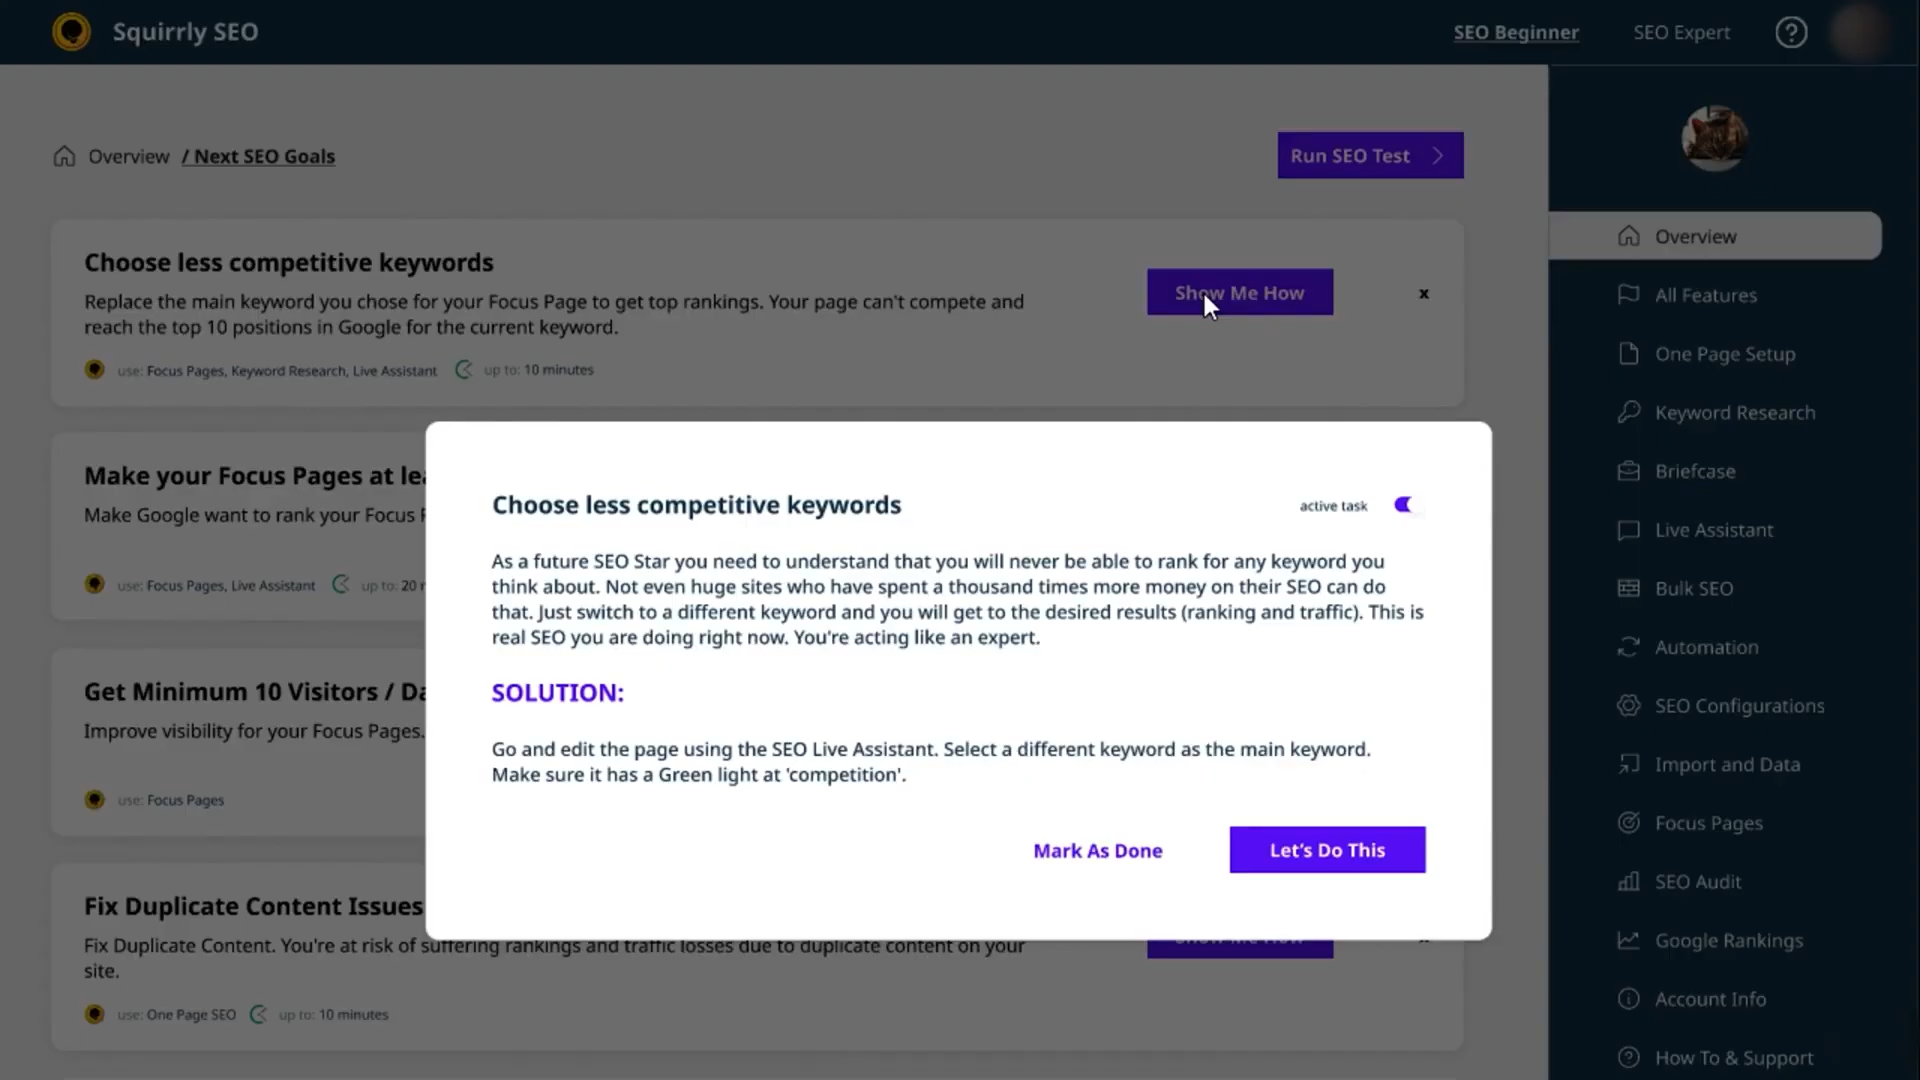 Squirrly SEO
SEO Beginner
SEO Expert
?
Overview / Next SEO Goals
Run SEO Test
Choose less competitive keywords
Replace the main keyword you chose for your Focus Page to get top rankings. Your page can't compete and
reach the top 10 positions in Google for the current keyword.
use: Focus Pages, Keyword Research, Live Assistant
up to: 10 minutes
Show Me How
x
Make your Focus Pages at
Make Google want to rank your Focus
use: Focus Pages, Live Assistant
up to: 20
Get Minimum 10 Visitors /
Improve visibility for your Focus Pages.
use: Focus Pages
Fix Duplicate Content Issues
Fix Duplicate Content. You're at risk of suffering rankings and traffic losses due to duplicate content on your
site.
use: One Page SEO
up to: 10 minutes
Choose less competitive keywords
active task
As a future SEO Star you need to understand that you will never be able to rank for any keyword you
think about. Not even huge sites who have spent a thousand times more money on their SEO can do
that. Just switch to a different keyword and you will get to the desired results (ranking and traffic). This is
real SEO you are doing right now. You're acting like an expert.
SOLUTION:
Go and edit the page using the SEO Live Assistant. Select a different keyword as the main keyword.
Make sure it has a Green light at 'competition'.
Mark As Done
Let's Do This
Overview
All Features
One Page Setup
Keyword Research
Briefcase
Live Assistant
Bulk SEO
Automation
SEO Configurations
Import and Data
Focus Pages
SEO Audit
Google Rankings
Account Info
How To & Support